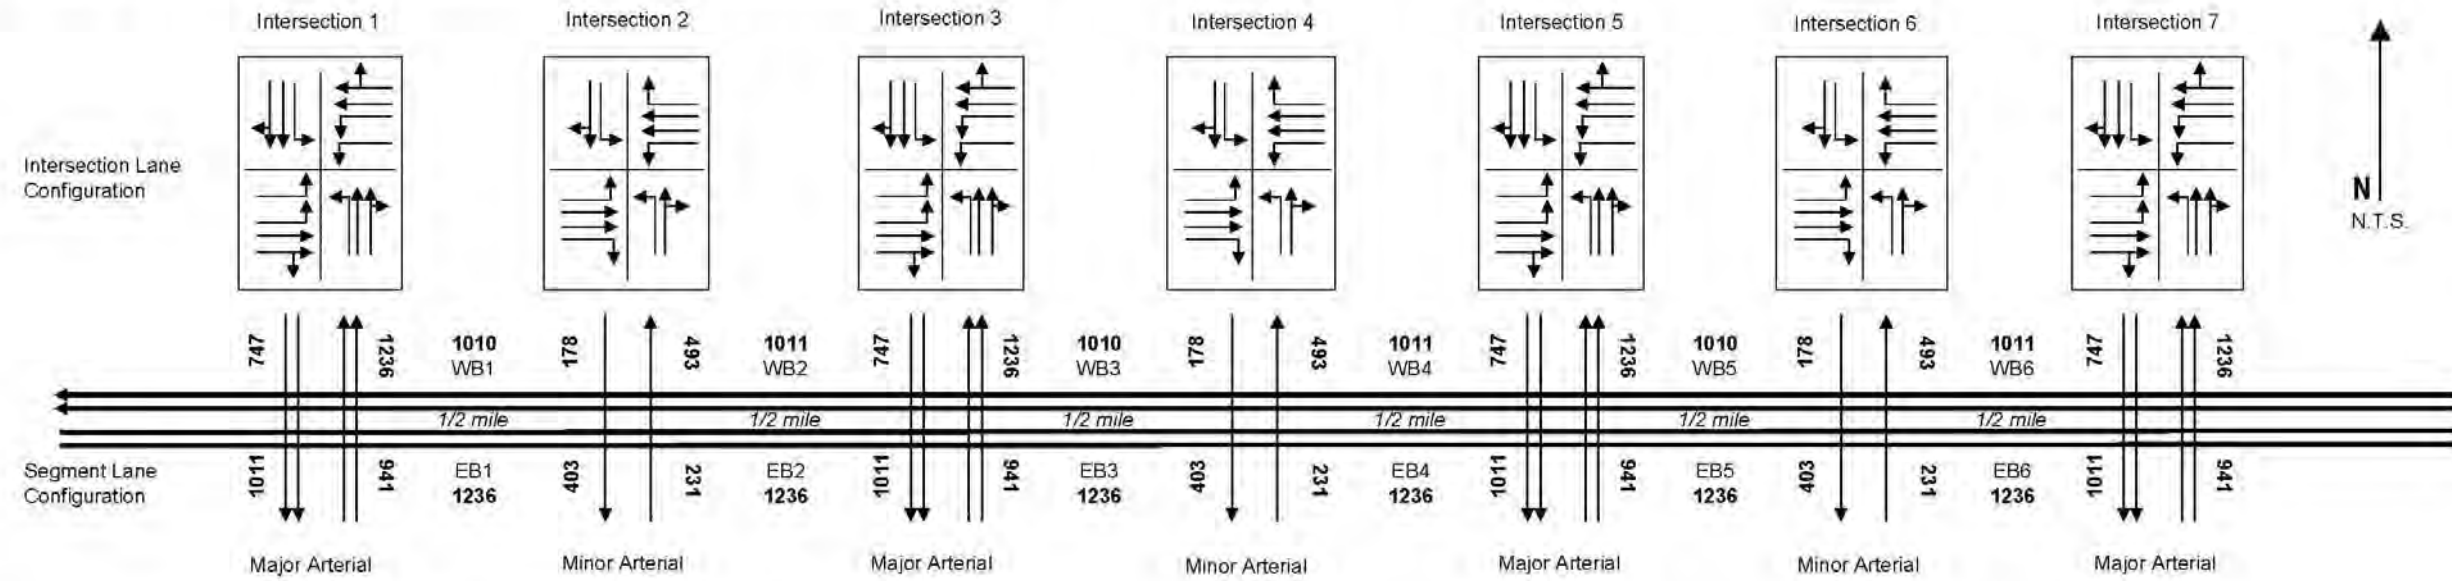 Intersection 1
Intersection 2
Intersection 3
Intersection 4
Intersection 5
Intersection 6
Intersection 7
Intersection Lane
Configuration
N
N.T.S.
747
1236
1010
WB1
178
493
1011
WB2
747
1236
1010
WB3
178
493
1011
WB4
747
1236
1010
WB5
178
493
1011
WB6
747
1236
1/2 mile
1/2 mile
1/2 mile
1/2 mile
1/2 mile
1/2 mile
Segment Lane
Configuration
1011
941
EB1
1236
403
231
EB2
1236
1011
941
EB3
1236
403
231
EB4
1236
1011
941
EB5
1236
403
231
EB6
1236
1011
941
Major Arterial
Minor Arterial
Major Arterial
Minor Arterial
Major Arterial
Minor Arterial
Major Arterial